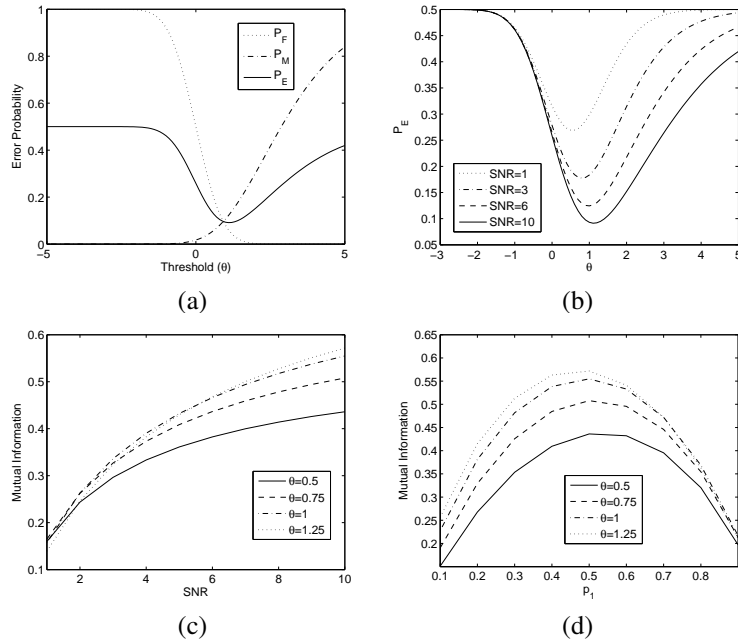 1
0.8
0.6
0.4
0.2
0
−5
0
5
Error Probability
Threshold (θ)
P_F
P_M
P_E
(a)
0.5
0.45
0.4
0.35
0.3
0.25
0.2
0.15
0.1
0.05
−3
−2
−1
0
1
2
3
4
5
P_E
θ
SNR=1
SNR=3
SNR=6
SNR=10
(b)
0.6
0.5
0.4
0.3
0.2
0.1
2
4
6
8
10
Mutual Information
SNR
θ=0.5
θ=0.75
θ=1
θ=1.25
(c)
0.65
0.6
0.55
0.5
0.45
0.4
0.35
0.3
0.25
0.2
0.1
0.2
0.3
0.4
0.5
0.6
0.7
0.8
Mutual Information
p_1
θ=0.5
θ=0.75
θ=1
θ=1.25
(d)